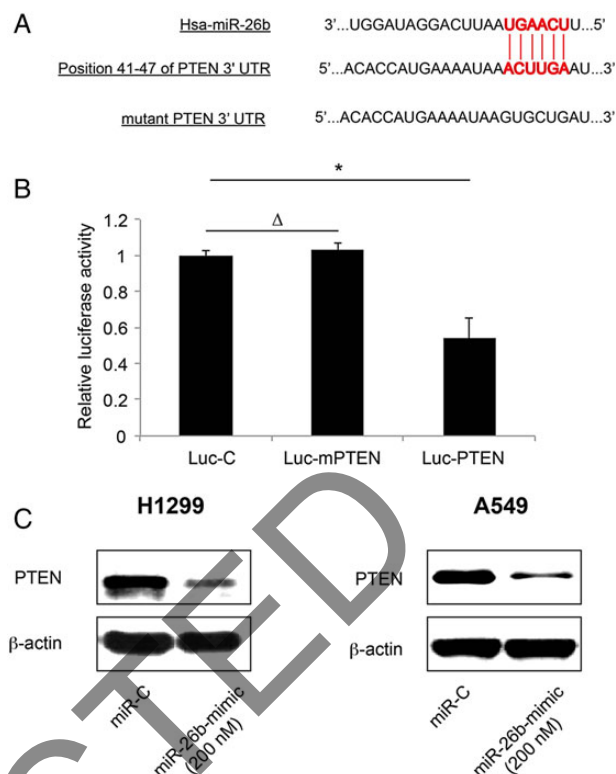 A
Hsa-miR-26b 3'...UGGAUAGGACUUAAUGAACUU...5'
Position 41-47 of PTEN 3' UTR 5'...ACACCAUGAAAAUAAACUUGAAU...3'
mutant PTEN 3' UTR 5'...ACACCAUGAAAAUAAGUGCUGAU...3'
B
*
Δ
Relative luciferase activity
1.2
1
0.8
0.6
0.4
0.2
0
Luc-C Luc-mPTEN Luc-PTEN
C
H1299 A549
PTEN PTEN
β-actin β-actin
miR-C miR-26b-mimic (200 nM) miR-C miR-26b-mimic (200 nM)
CTED